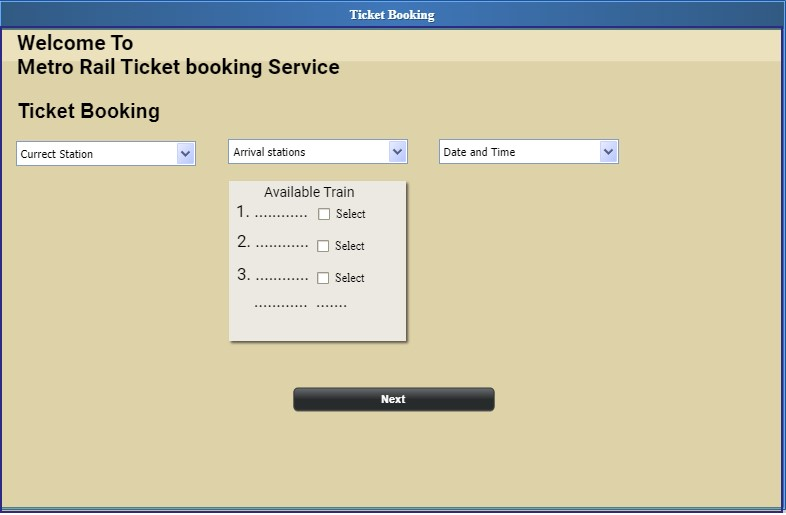 Ticket Booking
Welcome To
Metro Rail Ticket booking Service
Ticket Booking
Currect Station
Arrival stations
Date and Time
Available Train
1. ............ Select
2. ............ Select
3. ............ Select
............ .......
Next